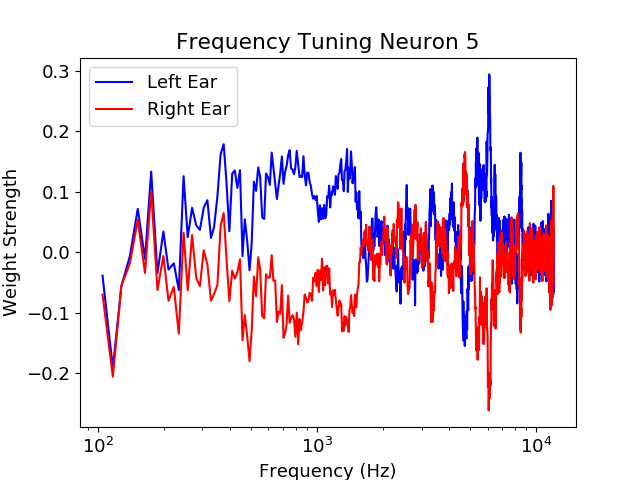 Frequency Tuning Neuron 5
Left Ear
Right Ear
0.3
0.2
0.1
0.0
−0.1
−0.2
Weight Strength
10² 10³ 10⁴
Frequency (Hz)